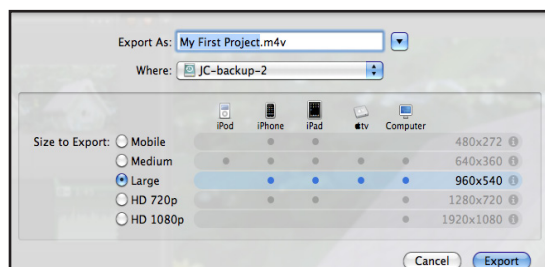 Export As: My First Project.m4v
Where: JC-backup-2
iPod iPhone iPad tv Computer
Size to Export: Mobile 480x272
Medium 640x360
Large 960x540
HD 720p 1280x720
HD 1080p 1920x1080
Cancel Export